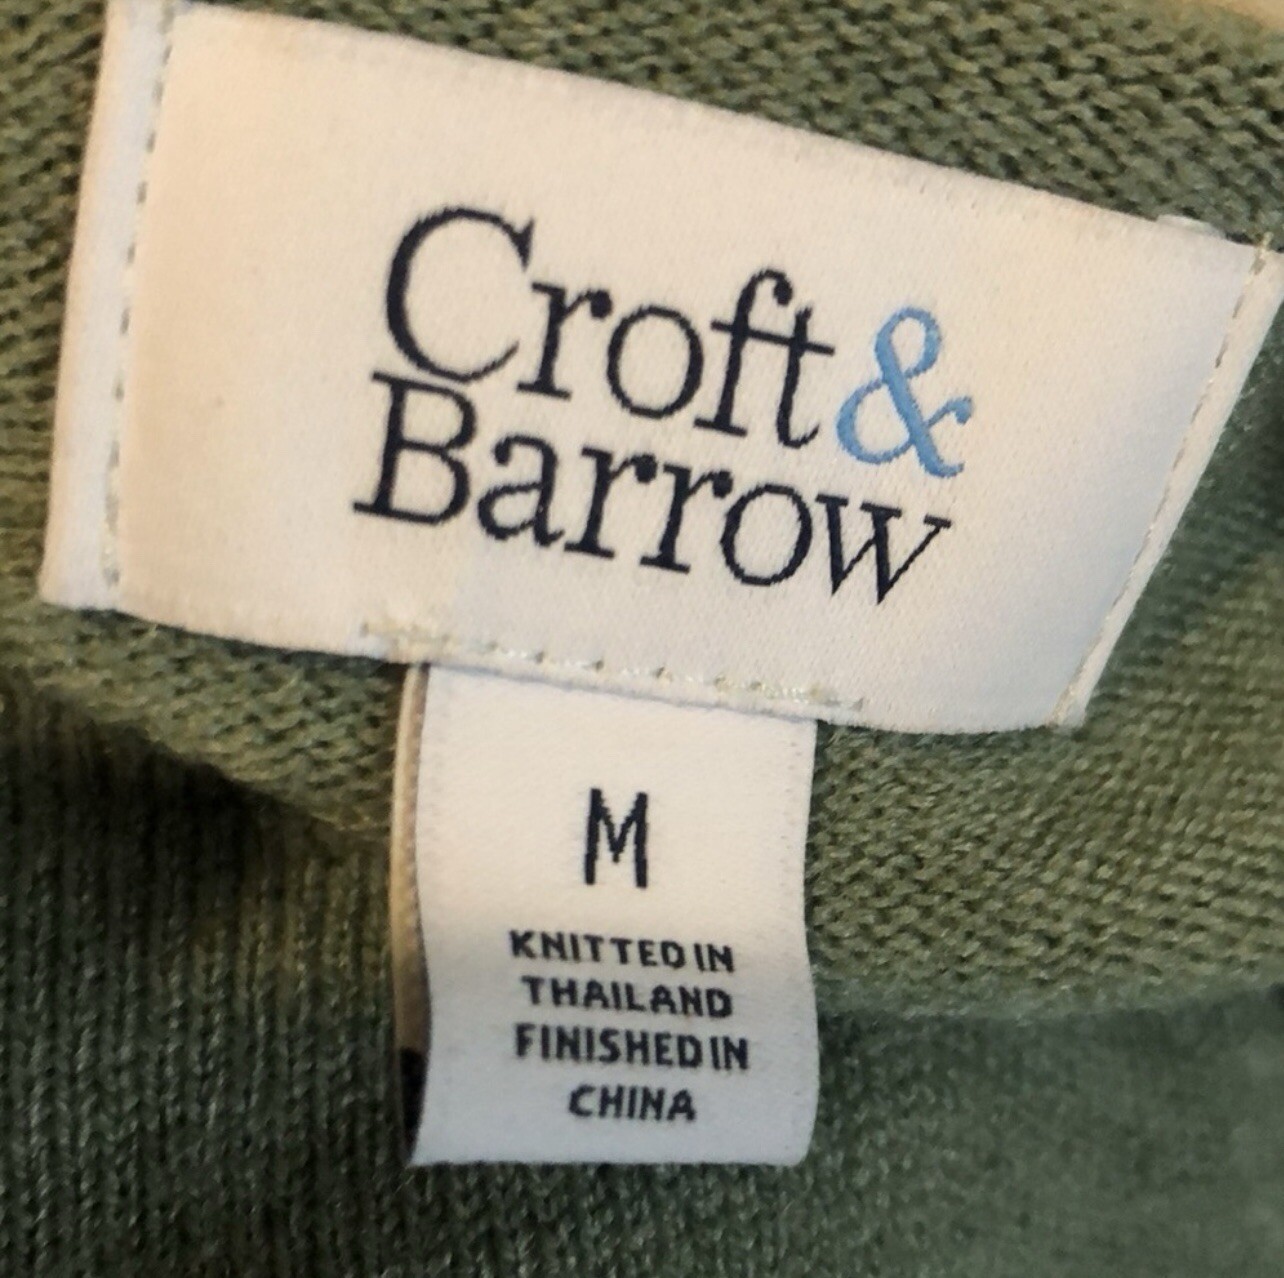 Croft &
Barrow
M
KNITTED IN
THAILAND
FINISHED IN
CHINA